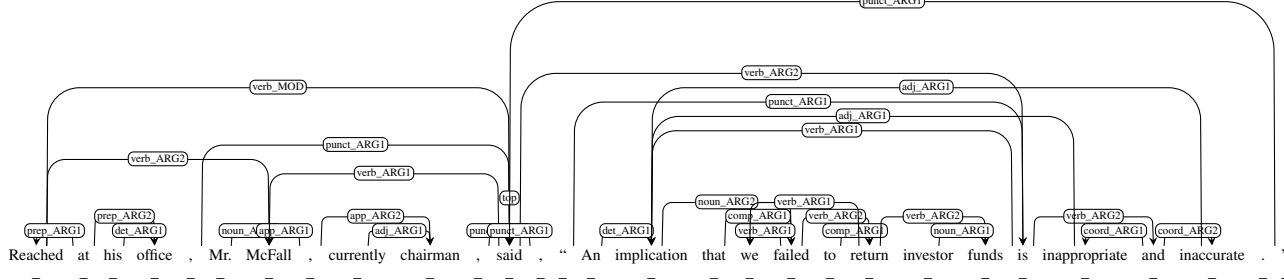 punct_ARG1
verb_ARG2
verb_MOD adj_ARG1
punct_ARG1
adj_ARG1
verb_ARG1
punct_ARG1
verb_ARG2
verb_ARG1
top
noun_ARG2 verb_ARG1
prep_ARG2 app_ARG2 comp_ARG1 verb_ARG2 verb_ARG2 verb_ARG2
prep_ARG1 det_ARG1 app_ARG1 adj_ARG1 punct_ARG1 det_ARG1 verb_ARG1 comp_ARG1 noun_ARG1 coord_ARG1 coord_ARG2
Reached at his office , Mr. McFall , currently chairman , said , “ An implication that we failed to return investor funds is inappropriate and inaccurate . ”